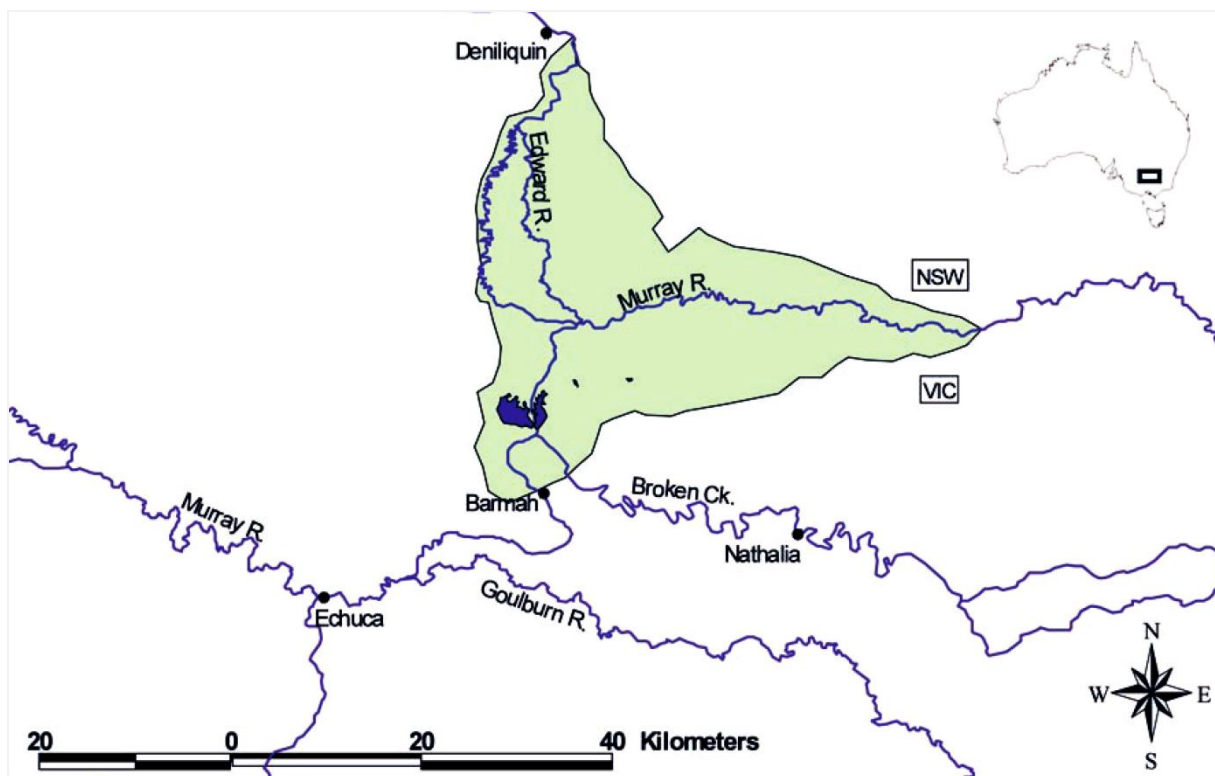 Deniliquin
Edward R.
Murray R.
NSW
VIC
Barmah
Broken Ck.
Murray R.
Nathalia
Echuca
Goulburn R.
N
W E
S
20 0 20 40 Kilometers